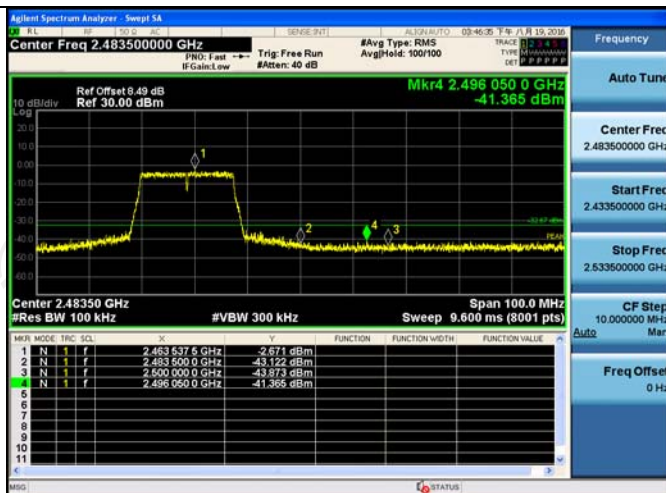 Agilent Spectrum Analyzer - Swept SA
RL RF 50 Ω AC SENSE:INT ALIGN AUTO 03:46:35 下午 八月 19, 2016
Center Freq 2.483500000 GHz
PNO: Fast
IFGain:Low
Trig: Free Run
#Atten: 40 dB
#Avg Type: RMS
Avg|Hold: 100/100
TRACE 1 2 3 4 5
TYPE
DET P P P P P P
Ref Offset 8.49 dB
Ref 30.00 dBm
10 dB/div
Log
Mkr4 2.496 050 0 GHz
-41.365 dBm
20.0
10.0
0.00
-10.0
-20.0
-30.0
-40.0
-50.0
-60.0
1
2
4
3
-32.67 dBm
PEAK
Center 2.48350 GHz
#Res BW 100 kHz
#VBW 300 kHz
Span 100.0 MHz
Sweep 9.600 ms (8001 pts)
MKR MODE TRC SCL X Y FUNCTION FUNCTION WIDTH FUNCTION VALUE
1 N 1 f 2.463 537 5 GHz -2.671 dBm
2 N 1 f 2.483 500 0 GHz -43.122 dBm
3 N 1 f 2.500 000 0 GHz -43.873 dBm
4 N 1 f 2.496 050 0 GHz -41.365 dBm
5
6
7
8
9
10
11
MSG
STATUS
Frequency
Auto Tune
Center Freq
2.483500000 GHz
Start Freq
2.433500000 GHz
Stop Freq
2.533500000 GHz
CF Step
10.000000 MHz
Auto Man
Freq Offset
0 Hz